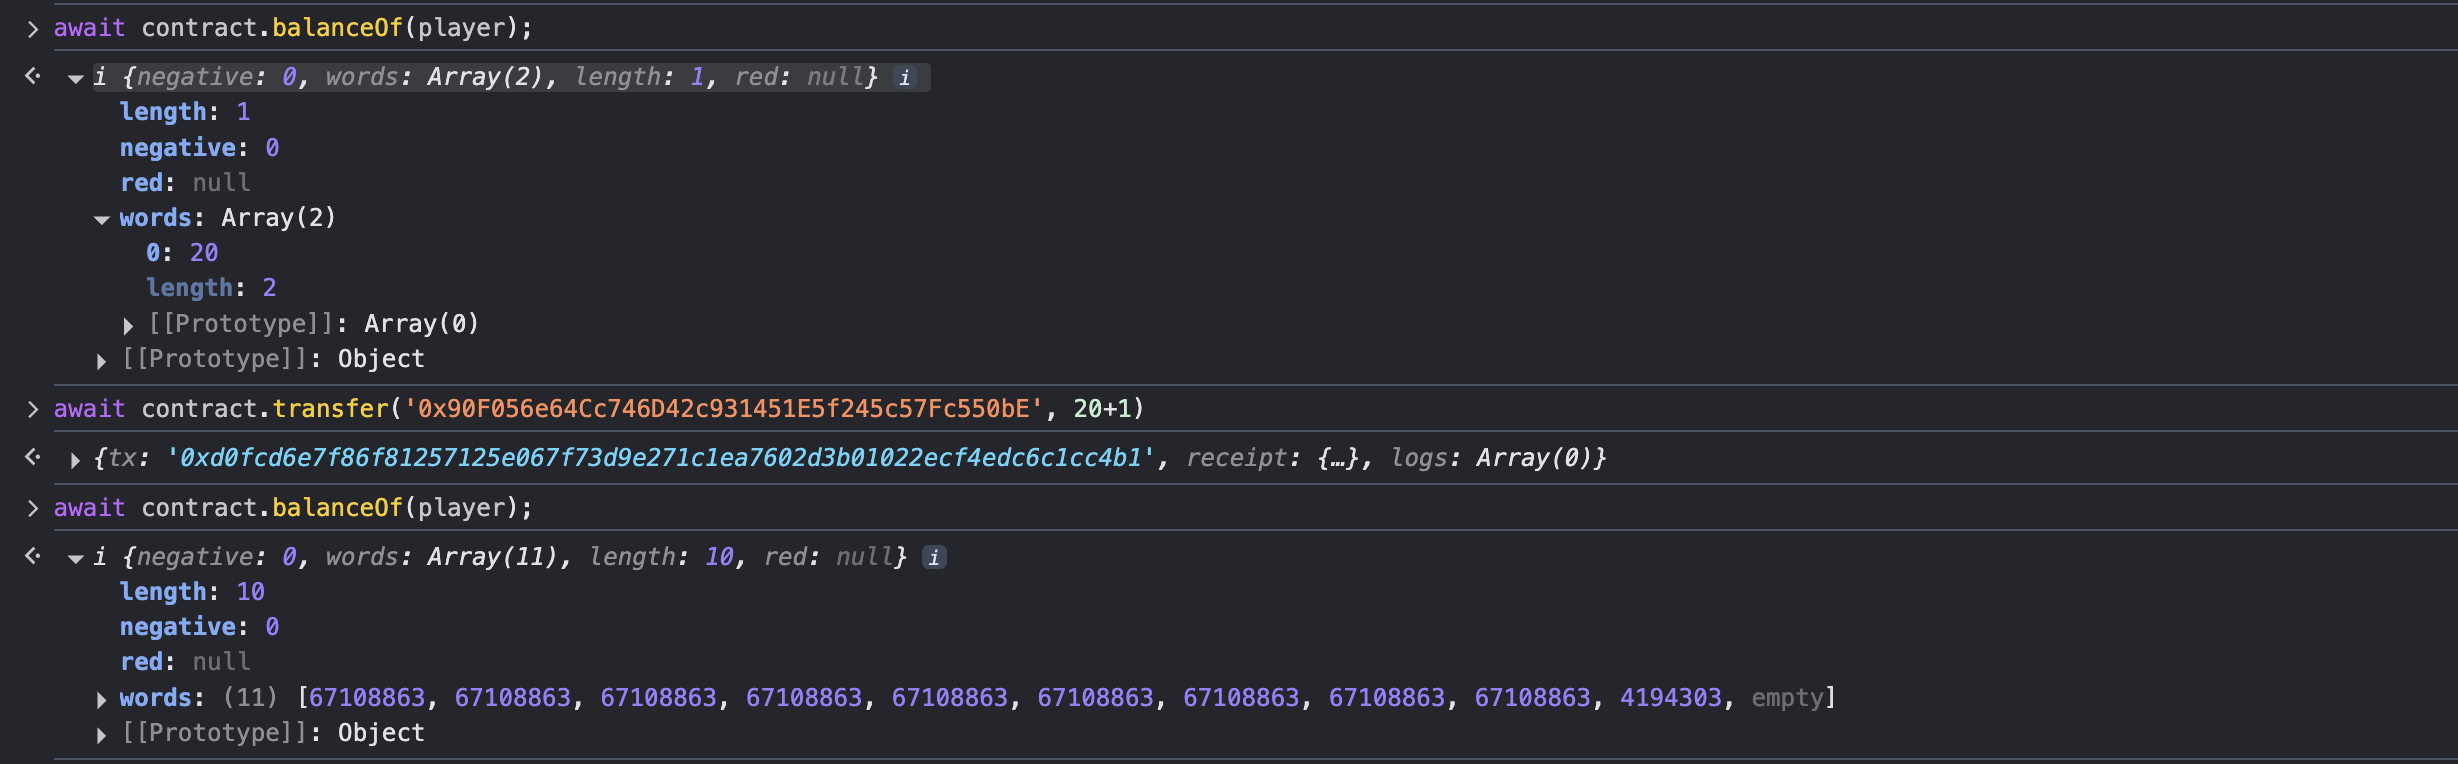 await contract.balanceOf(player);
i {negative: 0, words: Array(2), length: 1, red: null} i
length: 1
negative: 0
red: null
words: Array(2)
0: 20
length: 2
[[Prototype]]: Array(0)
[[Prototype]]: Object
await contract.transfer('0x90F056e64Cc746D42c931451E5f245c57Fc550bE', 20+1)
{tx: '0xd0fcd6e7f86f81257125e067f73d9e271c1ea7602d3b01022ecf4edc6c1cc4b1', receipt: {…}, logs: Array(0)}
await contract.balanceOf(player);
i {negative: 0, words: Array(11), length: 10, red: null} i
length: 10
negative: 0
red: null
words: (11) [67108863, 67108863, 67108863, 67108863, 67108863, 67108863, 67108863, 67108863, 67108863, 4194303, empty]
[[Prototype]]: Object